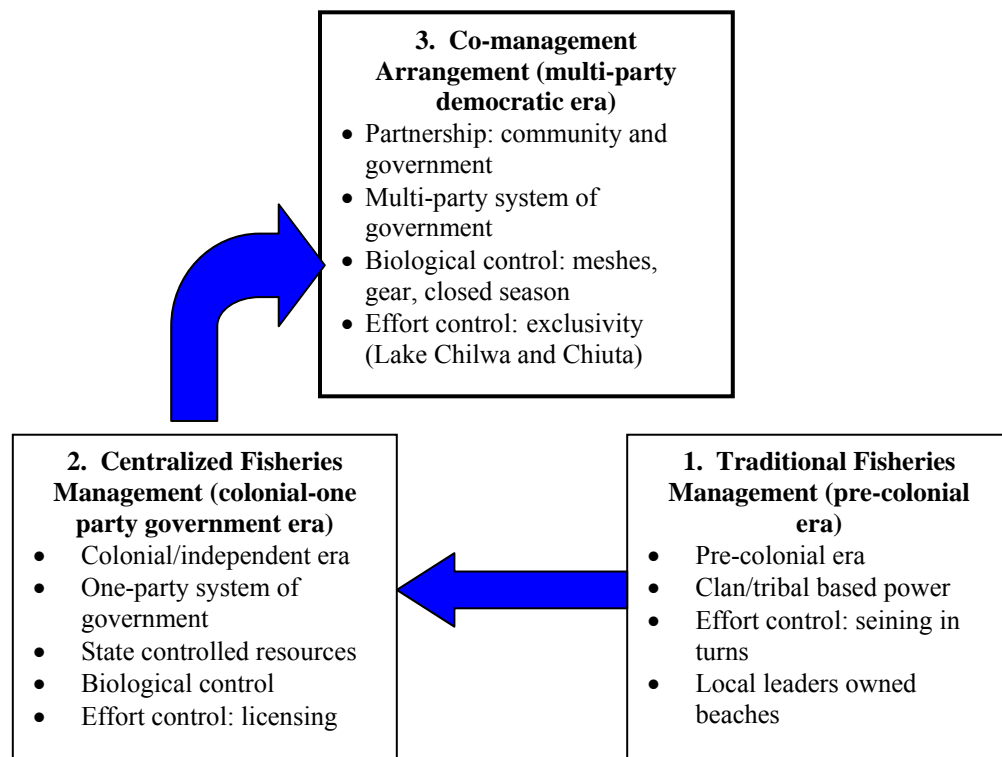 3. Co-management
Arrangement (multi-party
democratic era)
• Partnership: community and
government
• Multi-party system of
government
• Biological control: meshes,
gear, closed season
• Effort control: exclusivity
(Lake Chilwa and Chiuta)
2. Centralized Fisheries
Management (colonial-one
party government era)
• Colonial/independent era
• One-party system of
government
• State controlled resources
• Biological control
• Effort control: licensing
1. Traditional Fisheries
Management (pre-colonial
era)
• Pre-colonial era
• Clan/tribal based power
• Effort control: seining in
turns
• Local leaders owned
beaches